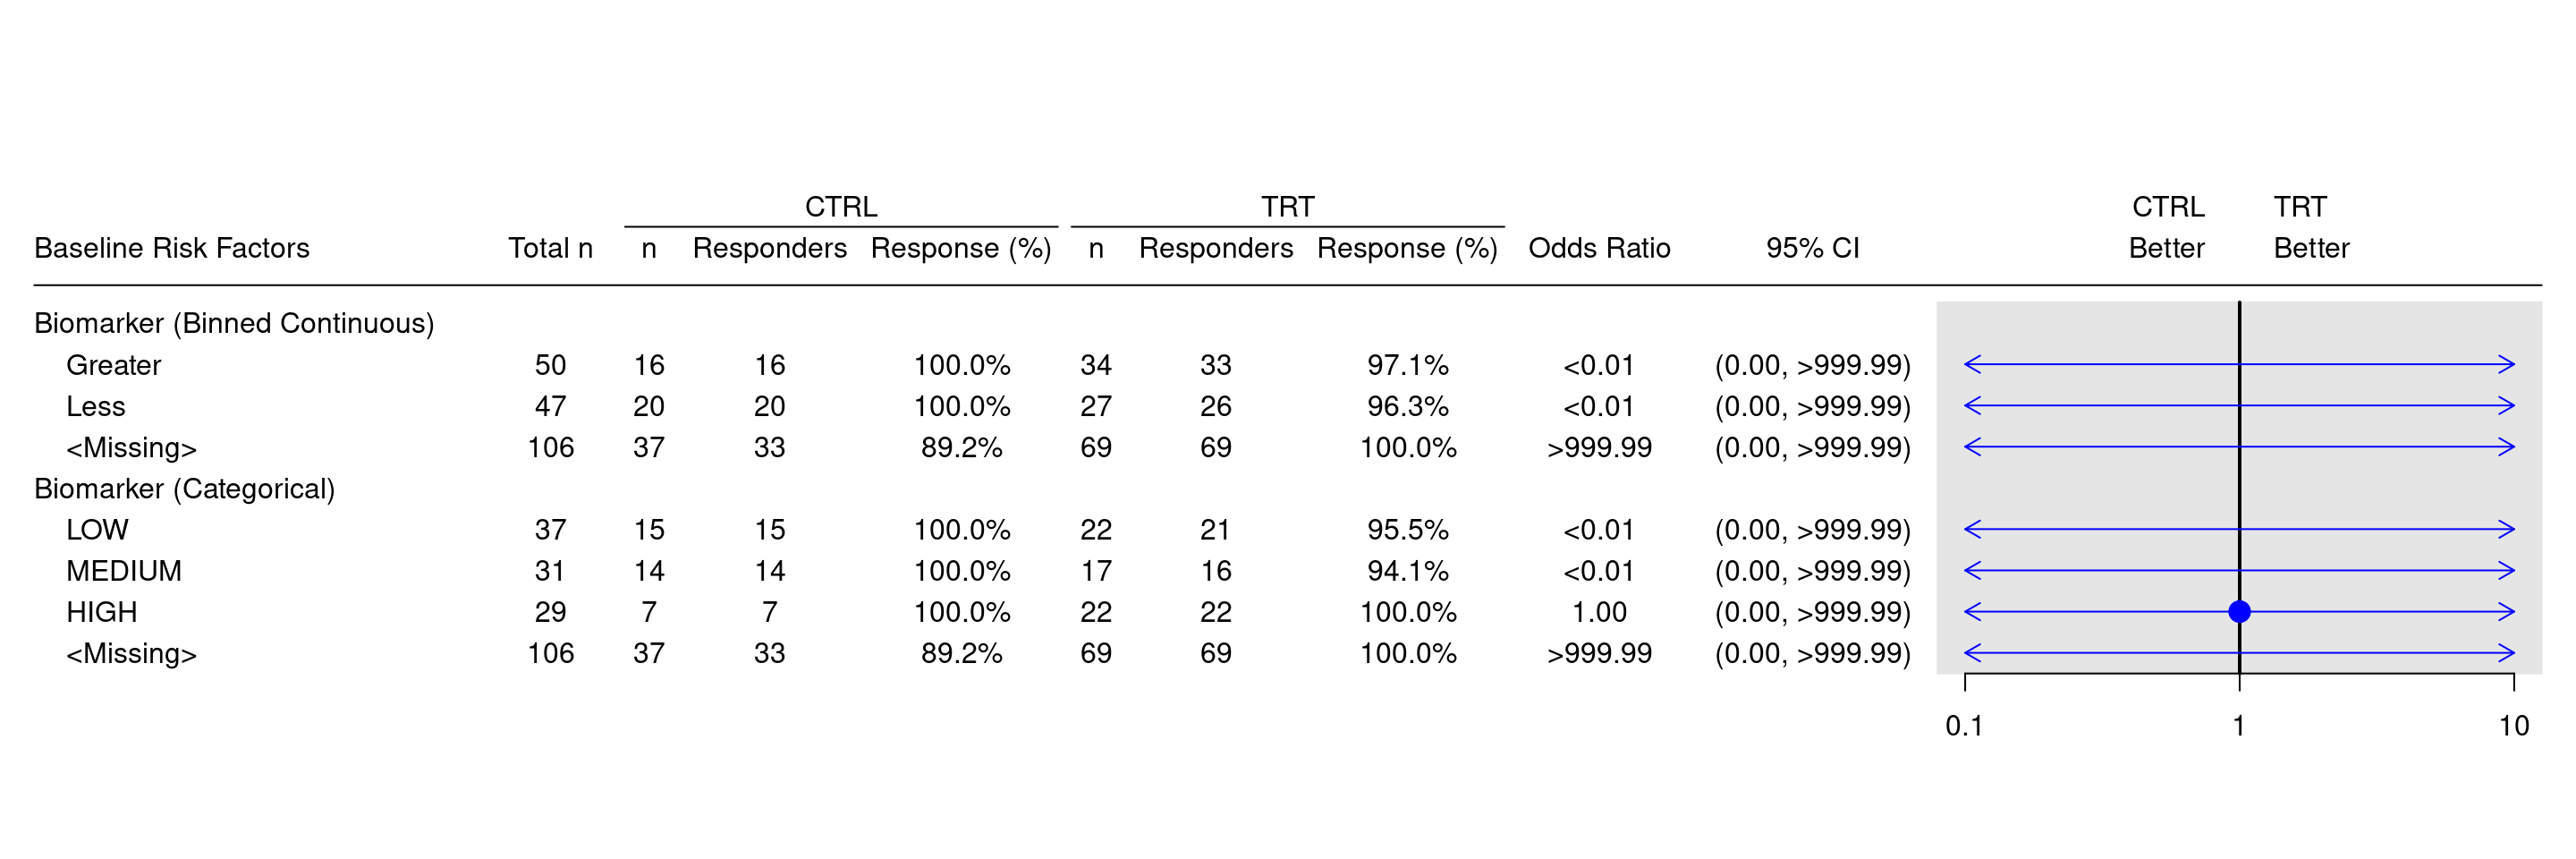 CTRL TRT CTRL TRT
Baseline Risk Factors Total n n Responders Response (%) n Responders Response (%) Odds Ratio 95% CI Better Better
Biomarker (Binned Continuous)
Greater 50 16 16 100.0% 34 33 97.1% <0.01 (0.00, >999.99)
Less 47 20 20 100.0% 27 26 96.3% <0.01 (0.00, >999.99)
<Missing> 106 37 33 89.2% 69 69 100.0% >999.99 (0.00, >999.99)
Biomarker (Categorical)
LOW 37 15 15 100.0% 22 21 95.5% <0.01 (0.00, >999.99)
MEDIUM 31 14 14 100.0% 17 16 94.1% <0.01 (0.00, >999.99)
HIGH 29 7 7 100.0% 22 22 100.0% 1.00 (0.00, >999.99)
<Missing> 106 37 33 89.2% 69 69 100.0% >999.99 (0.00, >999.99)
0.1 1 10